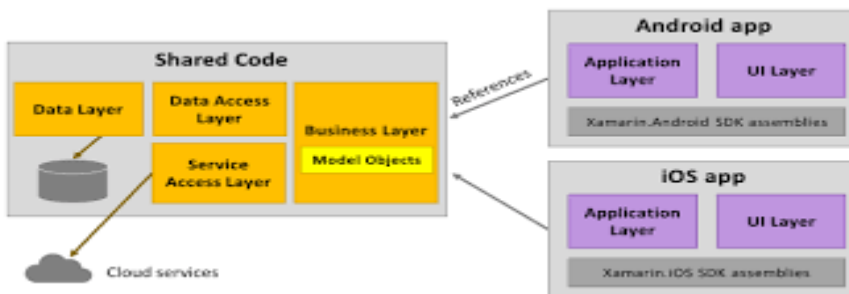 Android app
Application
Layer
UI Layer
Xamarin.Android SDK assemblies
Shared Code
Data Layer
Data Access
Layer
Business Layer
Model Objects
Service
Access Layer
References
iOS app
Application
Layer
UI Layer
Xamarin.iOS SDK assemblies
Cloud services